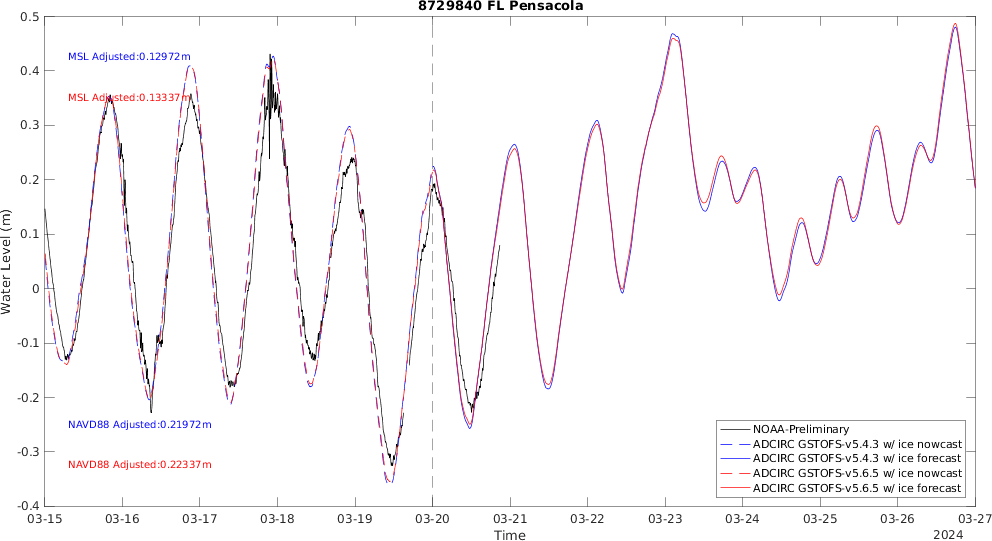 8729840 FL Pensacola
0.5
0.4
0.3
0.2
0.1
0
-0.1
-0.2
-0.3
-0.4
Water Level (m)
MSL Adjusted:0.12972m
MSL Adjusted:0.13337m
NAVD88 Adjusted:0.21972m
NAVD88 Adjusted:0.22337m
NOAA-Preliminary
ADCIRC GSTOFS-v5.4.3 w/ ice nowcast
ADCIRC GSTOFS-v5.4.3 w/ ice forecast
ADCIRC GSTOFS-v5.6.5 w/ ice nowcast
ADCIRC GSTOFS-v5.6.5 w/ ice forecast
03-15 03-16 03-17 03-18 03-19 03-20 03-21 03-22 03-23 03-24 03-25 03-26 03-27
Time
2024